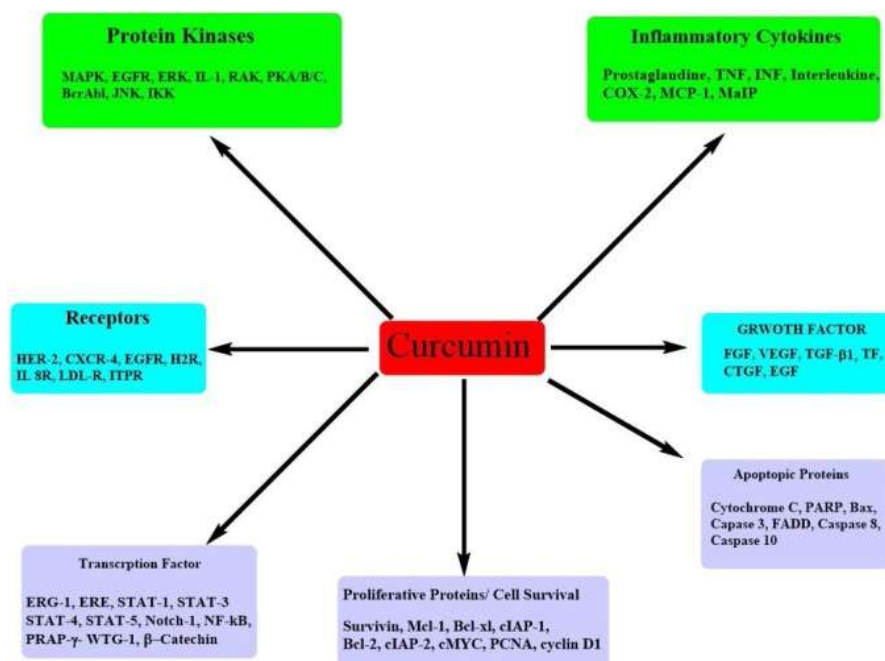 Protein Kinases
MAPK, EGFR, ERK, IL-1, RAK, PKA/B/C,
BcrAbl, JNK, IKK
Inflammatory Cytokines
Prostaglandine, TNF, INF, Interleukine,
COX-2, MCP-1, MaIP
Receptors
HER-2, CXCR-4, EGFR, H2R,
IL 8R, LDL-R, ITPR
Curcumin
GRWOTH FACTOR
FGF, VEGF, TGF-β1, TF,
CTGF, EGF
Apoptopic Proteins
Cytochrome C, PARP, Bax,
Capase 3, FADD, Caspase 8,
Caspase 10
Transcrption Factor
ERG-1, ERE, STAT-1, STAT-3
STAT-4, STAT-5, Notch-1, NF-kB,
PRAP-γ- WTG-1, β-Catechin
Proliferative Proteins/ Cell Survival
Survivin, Mcl-1, Bcl-xl, cIAP-1,
Bcl-2, cIAP-2, cMYC, PCNA, cyclin D1